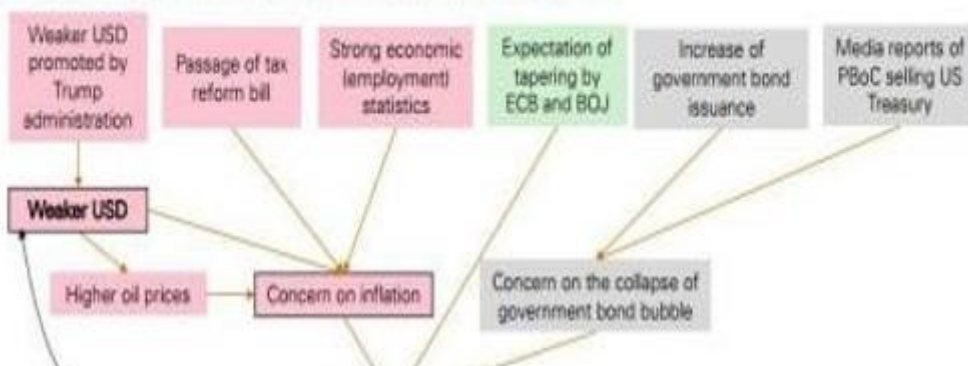 Weaker USD
promoted by
Trump
administration
Passage of tax
reform bill
Strong economic
(employment)
statistics
Expectation of
tapering by
ECB and BOJ
Increase of
government bond
issuance
Media reports of
PBoC selling US
Treasury
Weaker USD
Higher oil prices
Concern on inflation
Concern on the collapse of
government bond bubble